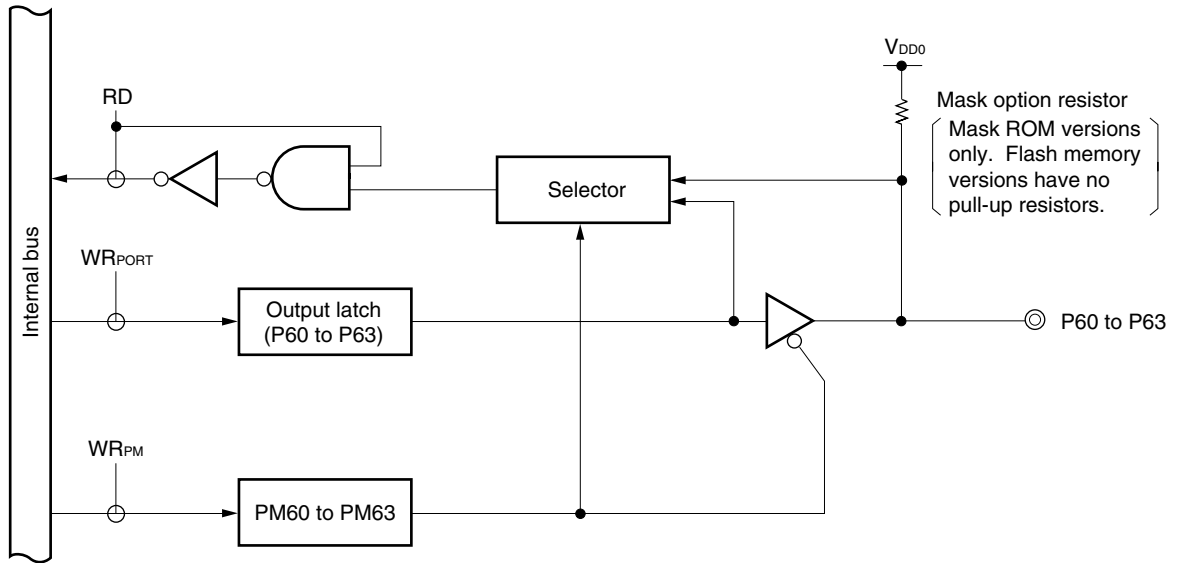 VDD0
RD
Mask option resistor
Mask ROM versions
only. Flash memory
versions have no
pull-up resistors.
Selector
Internal bus
WRPORT
Output latch
(P60 to P63)
P60 to P63
WRPM
PM60 to PM63